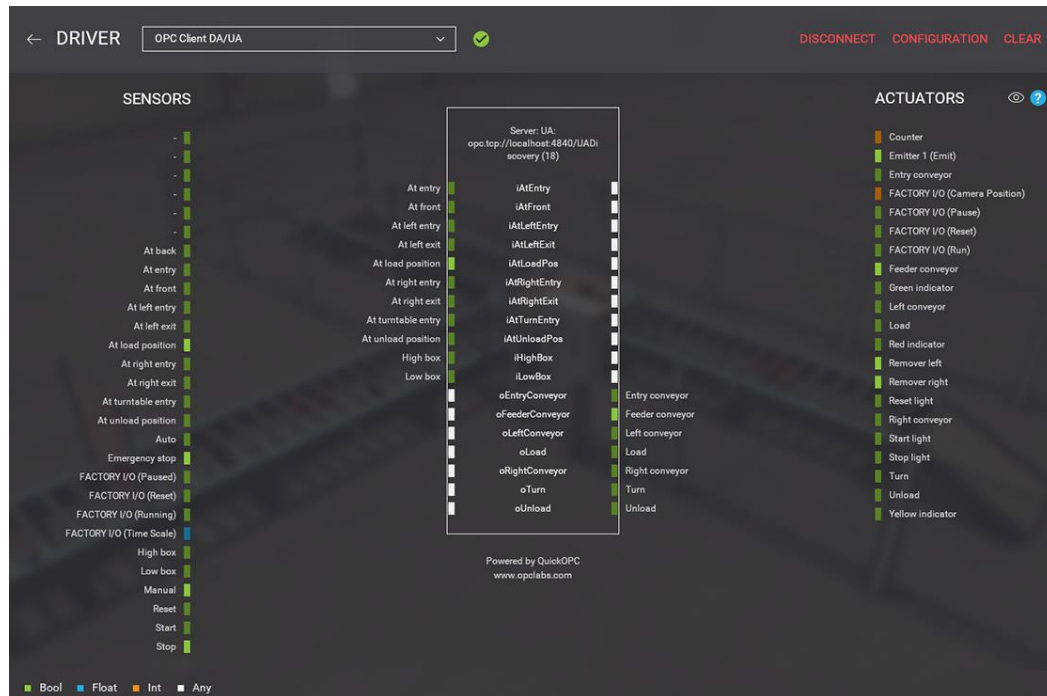 ← DRIVER OPC Client DA/UA DISCONNECT CONFIGURATION CLEAR
SENSORS
-
-
-
-
-
-
At back
At entry
At front
At left entry
At left exit
At load position
At right entry
At right exit
At turntable entry
At unload position
Auto
Emergency stop
FACTORY I/O (Paused)
FACTORY I/O (Reset)
FACTORY I/O (Running)
FACTORY I/O (Time Scale)
High box
Low box
Manual
Reset
Start
Stop
Server: UA:
opc.tcp://localhost:4840/UADi
scovery (18)
At entry iAtEntry
At front iAtFront
At left entry iAtLeftEntry
At left exit iAtLeftExit
At load position iAtLoadPos
At right entry iAtRightEntry
At right exit iAtRightExit
At turntable entry iAtTurnEntry
At unload position iAtUnloadPos
High box iHighBox
Low box iLowBox
oEntryConveyor Entry conveyor
oFeederConveyor Feeder conveyor
oLeftConveyor Left conveyor
oLoad Load
oRightConveyor Right conveyor
oTurn Turn
oUnload Unload
Powered by QuickOPC
www.opclabs.com
ACTUATORS ?
Counter
Emitter 1 (Emit)
Entry conveyor
FACTORY I/O (Camera Position)
FACTORY I/O (Pause)
FACTORY I/O (Reset)
FACTORY I/O (Run)
Feeder conveyor
Green indicator
Left conveyor
Load
Red indicator
Remover left
Remover right
Reset light
Right conveyor
Start light
Stop light
Turn
Unload
Yellow indicator
Bool Float Int Any